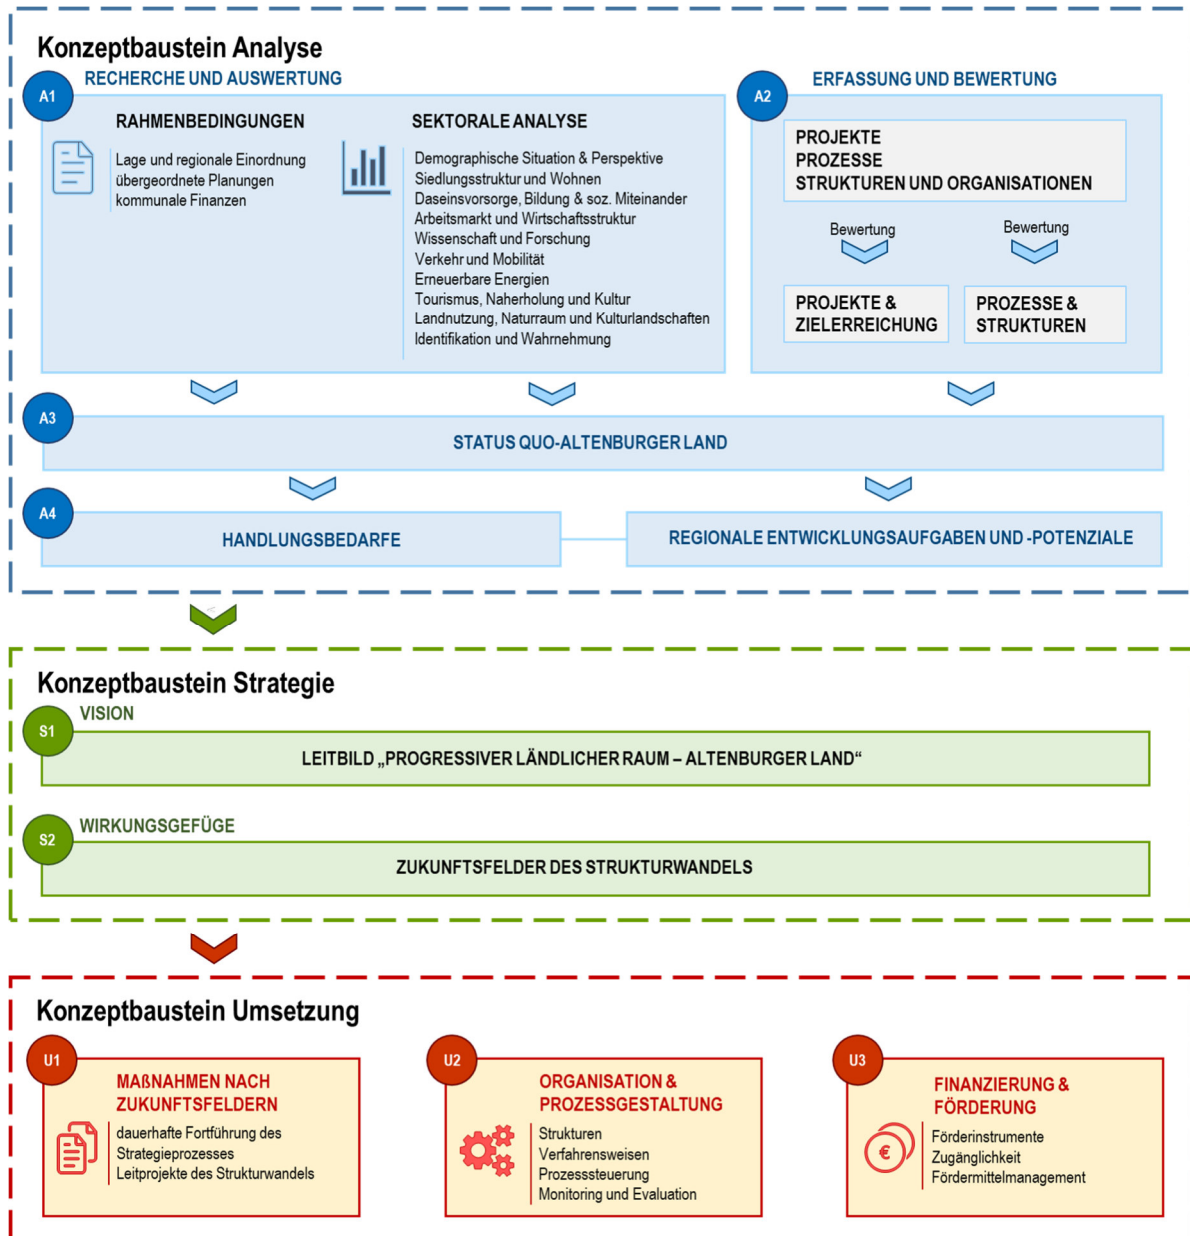 Konzeptbaustein Analyse
A1
RECHERCHE UND AUSWERTUNG
RAHMENBEDINGUNGEN
Lage und regionale Einordnung
übergeordnete Planungen
kommunale Finanzen
SEKTORALE ANALYSE
Demographische Situation & Perspektive
Siedlungsstruktur und Wohnen
Daseinsvorsorge, Bildung & soz. Miteinander
Arbeitsmarkt und Wirtschaftsstruktur
Wissenschaft und Forschung
Verkehr und Mobilität
Erneuerbare Energien
Tourismus, Naherholung und Kultur
Landnutzung, Naturraum und Kulturlandschaften
Identifikation und Wahrnehmung
A2
ERFASSUNG UND BEWERTUNG
PROJEKTE
PROZESSE
STRUKTUREN UND ORGANISATIONEN
Bewertung
Bewertung
PROJEKTE &
ZIELERREICHUNG
PROZESSE &
STRUKTUREN
A3
STATUS QUO-ALTENBURGER LAND
A4
HANDLUNGSBEDARFE
REGIONALE ENTWICKLUNGSAUFGABEN UND -POTENZIALE
Konzeptbaustein Strategie
S1
VISION
LEITBILD „PROGRESSIVER LÄNDLICHER RAUM – ALTENBURGER LAND“
S2
WIRKUNGSGEFÜGE
ZUKUNFTSFELDER DES STRUKTURWANDELS
Konzeptbaustein Umsetzung
U1
MAßNAHMEN NACH
ZUKUNFTSFELDERN
dauerhafte Fortführung des
Strategieprozesses
Leitprojekte des Strukturwandels
U2
ORGANISATION &
PROZESSGESTALTUNG
Strukturen
Verfahrensweisen
Prozesssteuerung
Monitoring und Evaluation
U3
FINANZIERUNG &
FÖRDERUNG
€
Förderinstrumente
Zugänglichkeit
Fördermittelmanagement